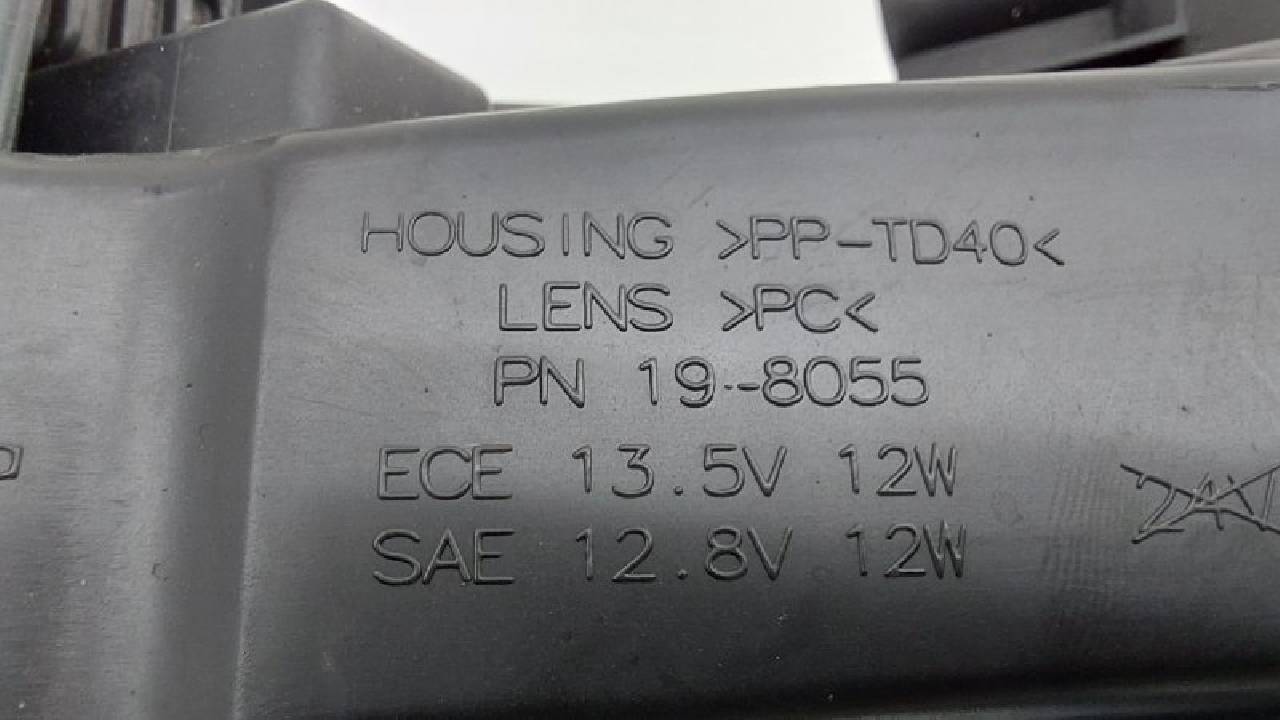 HOUSING >PP-TD40<
LENS >PC<
PN 19-8055
ECE 13.5V 12W
SAE 12.8V 12W